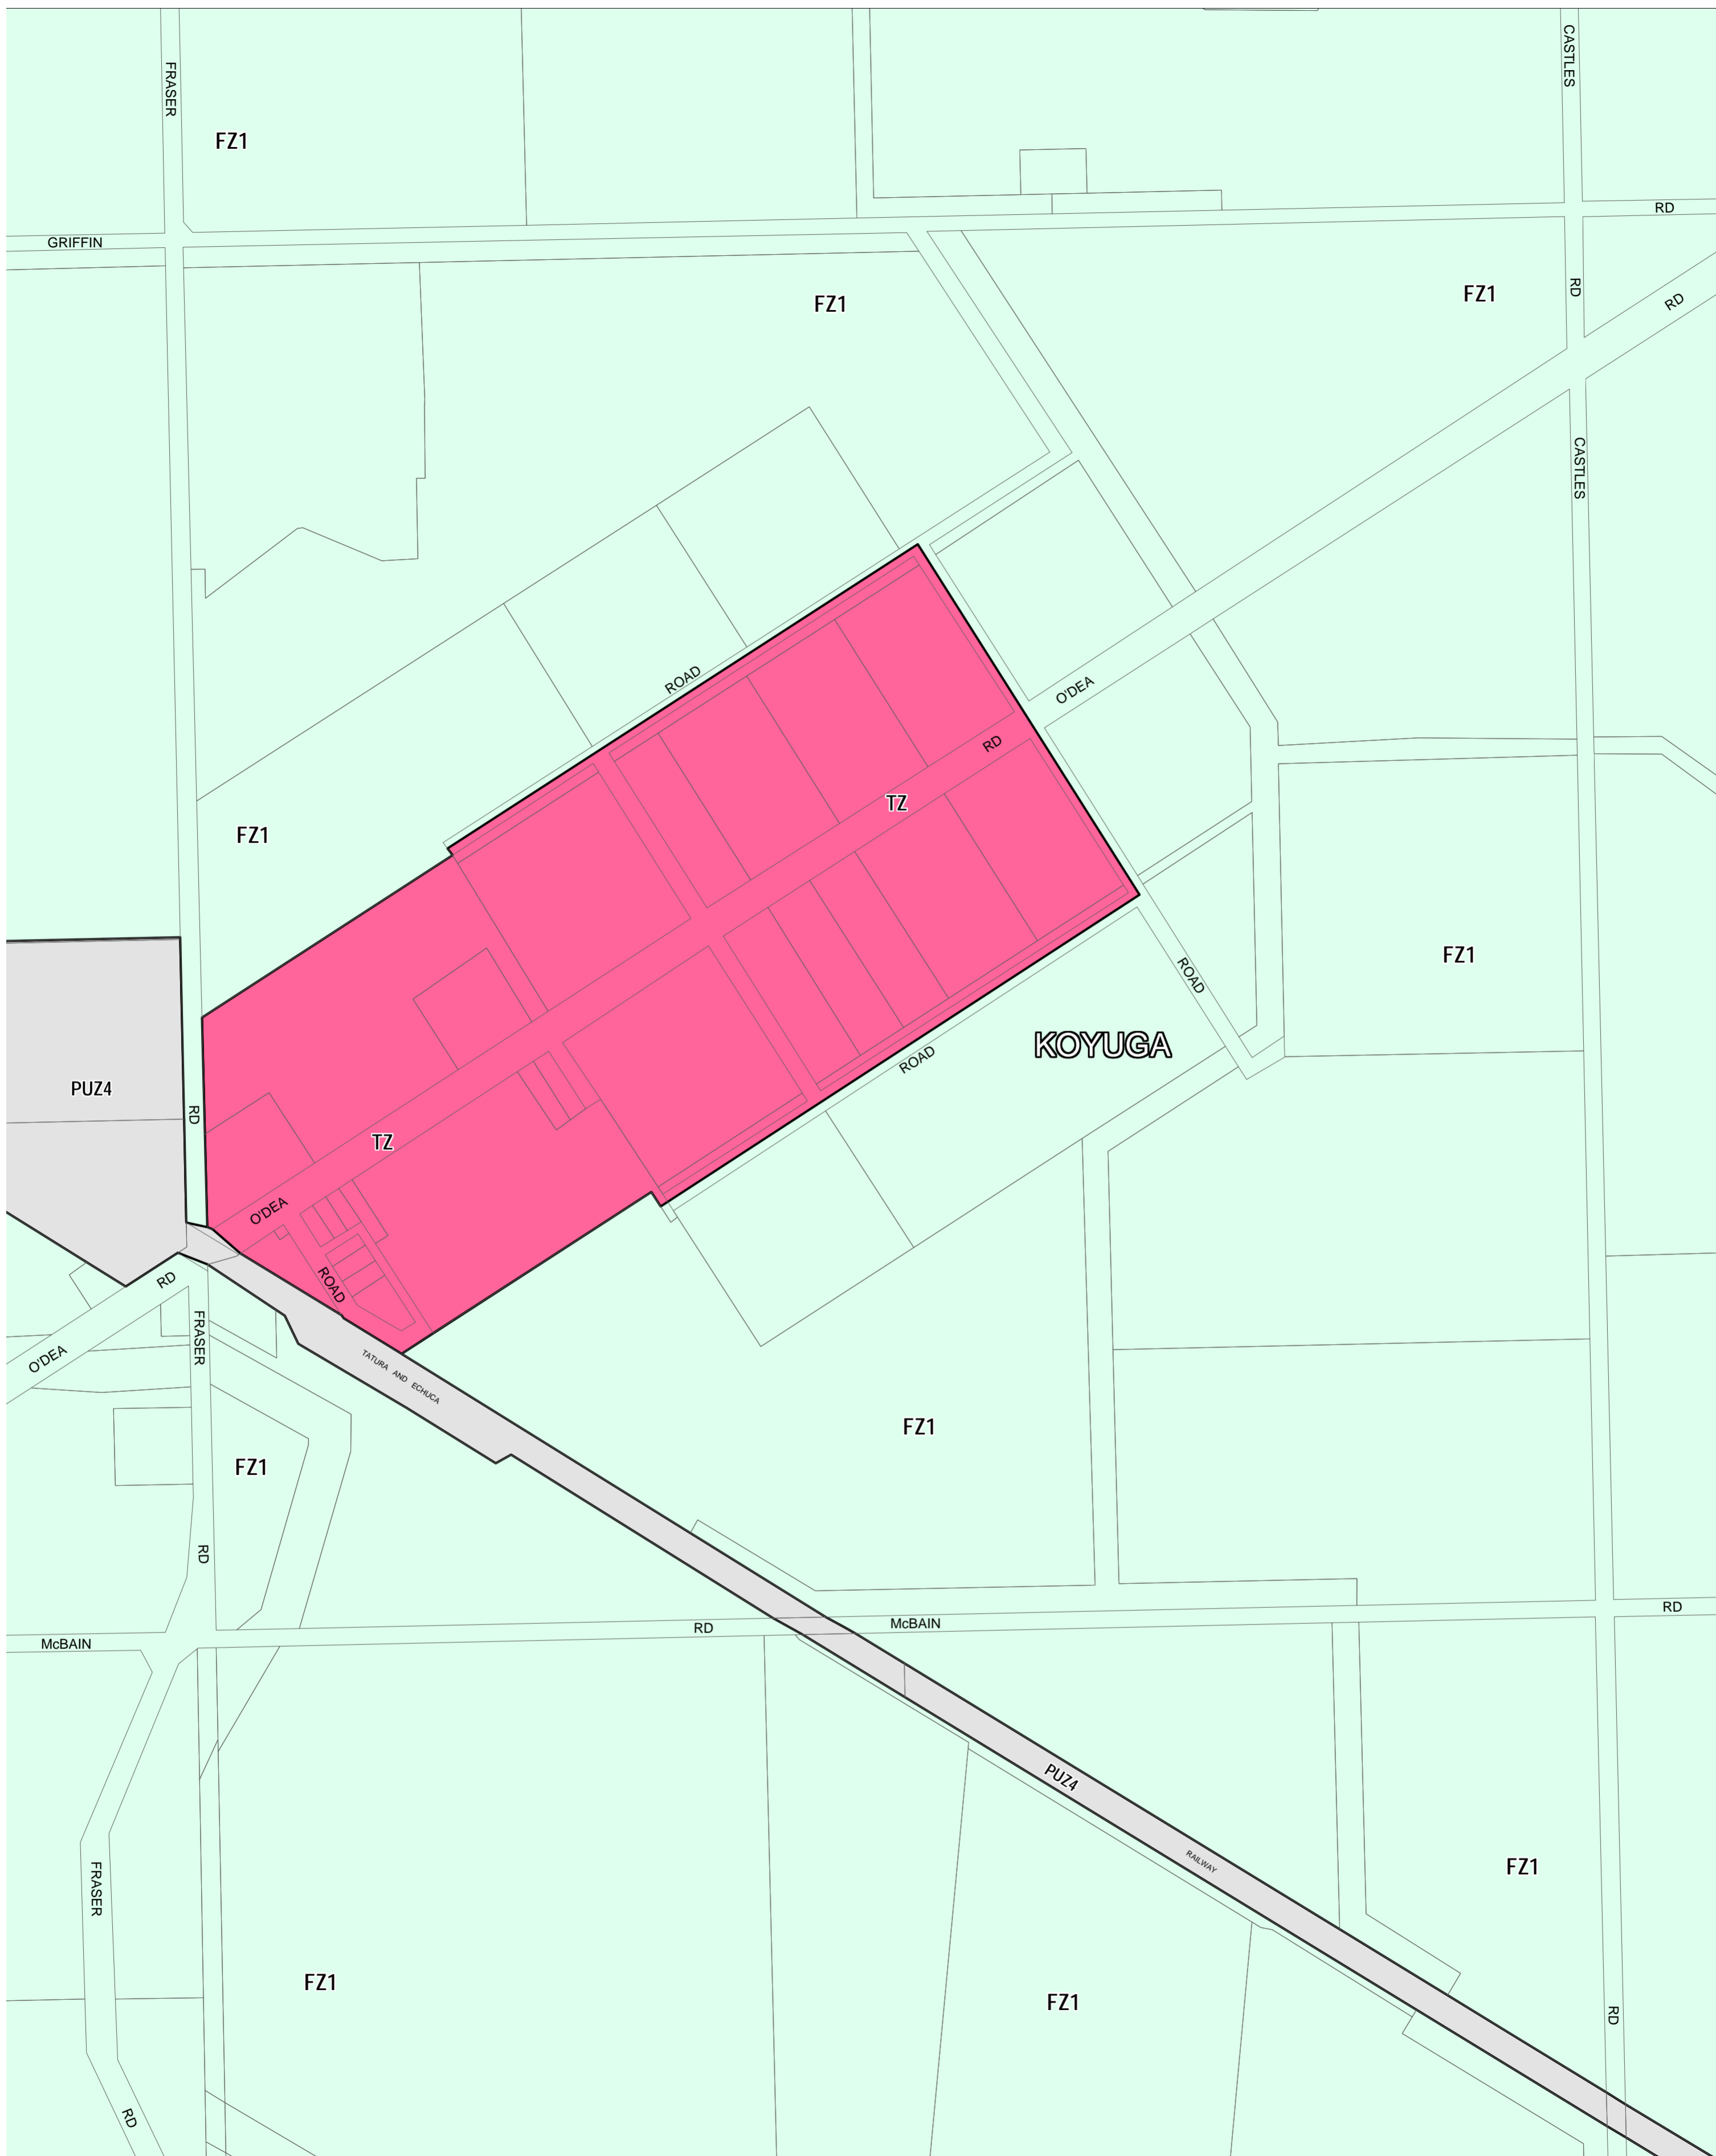 CASTLES
FRASER
FZ1
RD
GRIFFIN
FZ1
FZ1
RD
RD
CASTLES
ROAD
O'DEA
RD
TZ
FZ1
FZ1
ROAD
KOYUGA
ROAD
PUZ4
RD
TZ
O'DEA
RD
ROAD
FRASER
O'DEA
TATURA AND ECHUCA
FZ1
FZ1
RD
RD
McBAIN
RD
McBAIN
PUZ4
RAILWAY
FZ1
FRASER
FZ1
FZ1
RD
RD